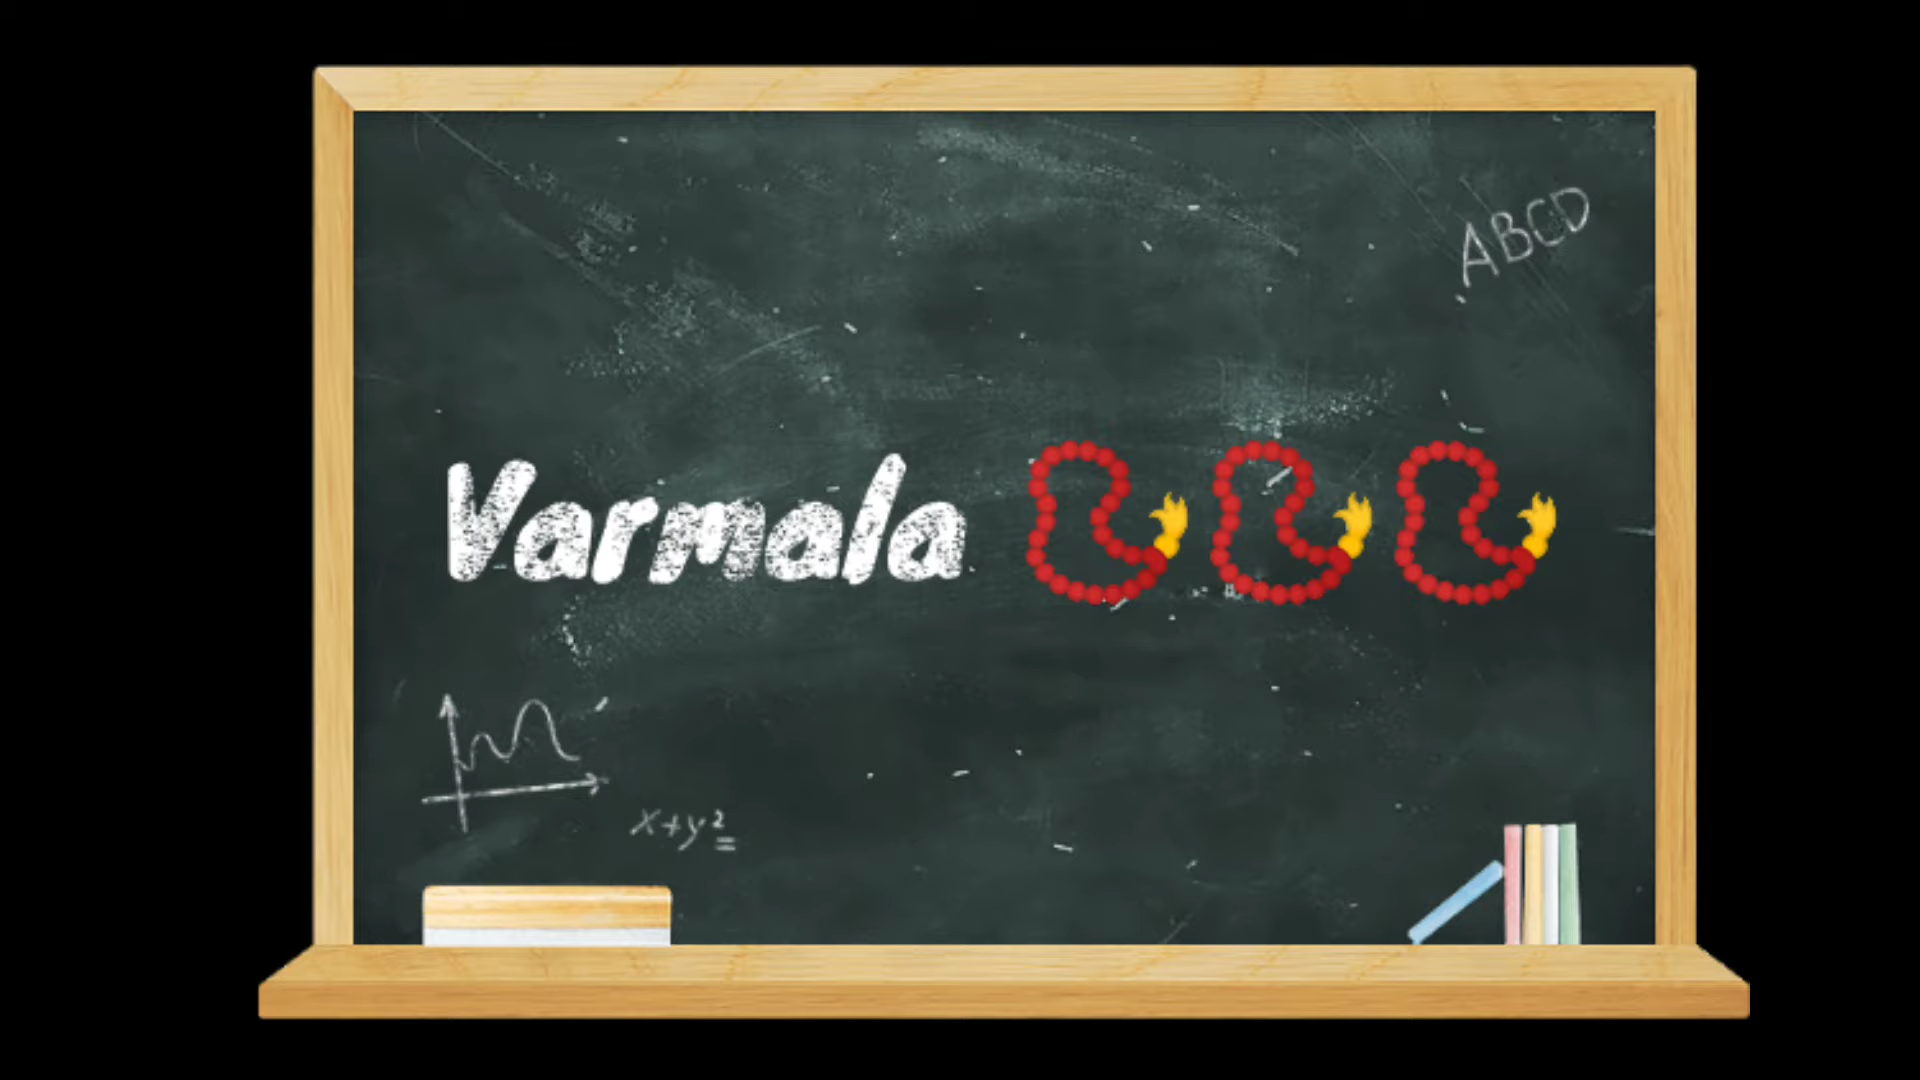 ABCD
Varmala 📿📿📿
x+y²=